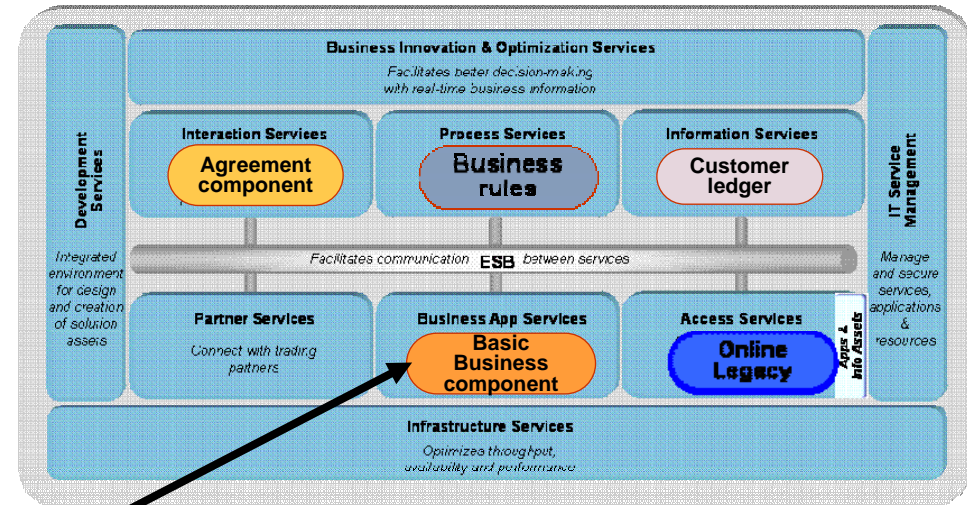 Business Innovation & Optimization Services
Facilitates better decision-making
with real-time business information
Development
Services
Integrated
environment
for design
and creation
of solution
assets
Interaction Services
Agreement
component
Process Services
Business
rules
Information Services
Customer
ledger
IT Service
Management
Manage
and secure
services,
applications
&
resources
Facilitates communication ESB between services
Partner Services
Connect with trading
partners
Business App Services
Basic
Business
component
Access Services
Online
Legacy
Apps &
Info Assets
Infrastructure Services
Optimizes throughput,
availability and performance